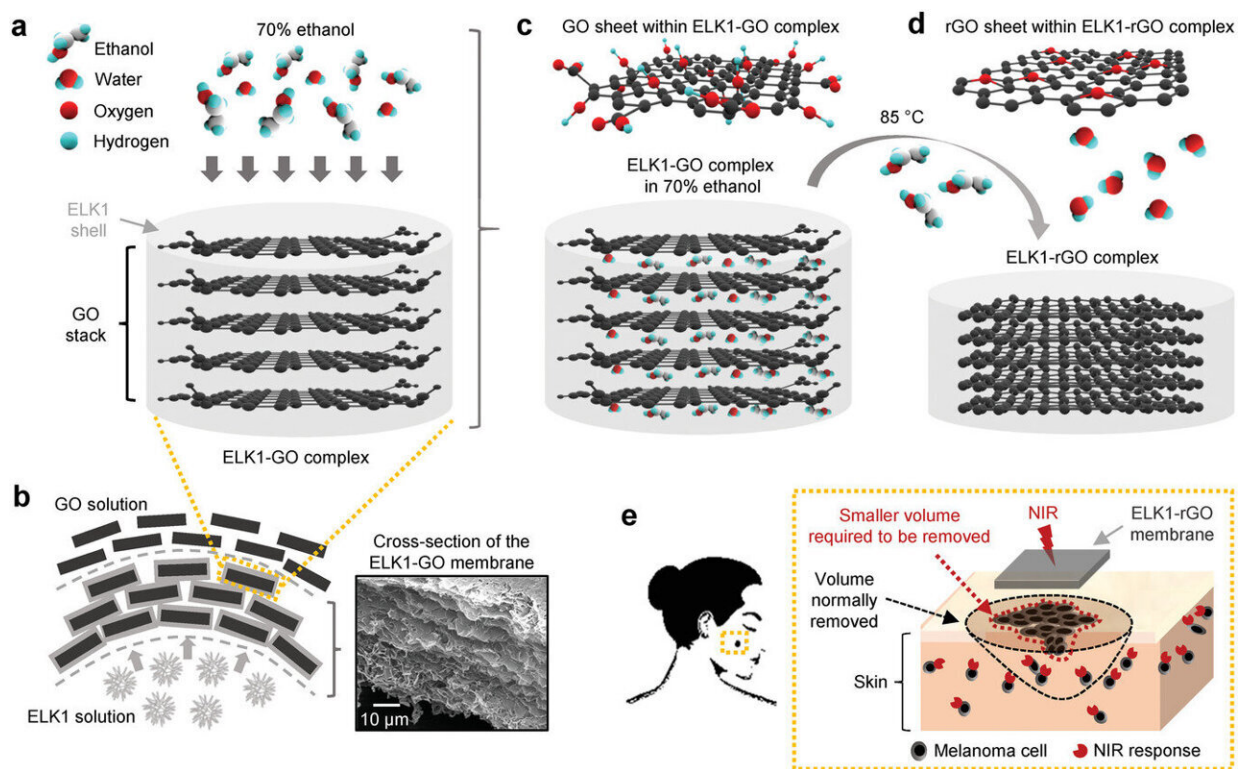 a
70% ethanol
Ethanol
Water
Oxygen
Hydrogen
ELK1
shell
GO
stack
ELK1-GO complex
b
GO solution
ELK1 solution
Cross-section of the
ELK1-GO membrane
10 µm
c
GO sheet within ELK1-GO complex
ELK1-GO complex
in 70% ethanol
85 °C
d
rGO sheet within ELK1-rGO complex
ELK1-rGO complex
e
Smaller volume
required to be removed
NIR
ELK1-rGO
membrane
Volume
normally
removed
Skin
Melanoma cell
NIR response